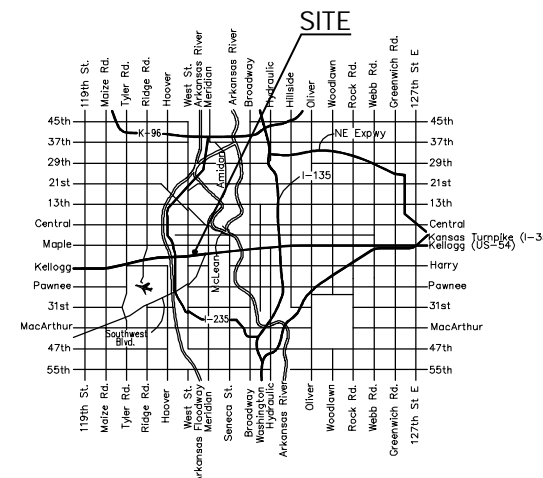 SITE
119th St.
Maize Rd.
Tyler Rd.
Ridge Rd.
Hoover
West St.
Arkansas River
Meridian
Arkansas River
Broadway
Hydraulic
Hillside
Oliver
Woodlawn
Rock Rd.
Webb Rd.
Greenwich Rd.
127th St E
45th
37th
29th
21st
13th
Central
Maple
Kellogg
Pawnee
31st
MacArthur
47th
55th
K-96
NE Expwy
Amidon
I-135
McLean
I-235
Southwest
Blvd.
45th
37th
29th
21st
13th
Central
Kansas Turnpike (I-3
Kellogg (US-54)
Harry
Pawnee
31st
MacArthur
47th
55th
119th St.
Maize Rd.
Tyler Rd.
Ridge Rd.
Hoover
West St.
rkansas Floodway
Meridian
Seneca St.
Broadway
Washington
Hydraulic
Arkansas River
Oliver
Woodlawn
Rock Rd.
Webb Rd.
Greenwich Rd.
127th St E